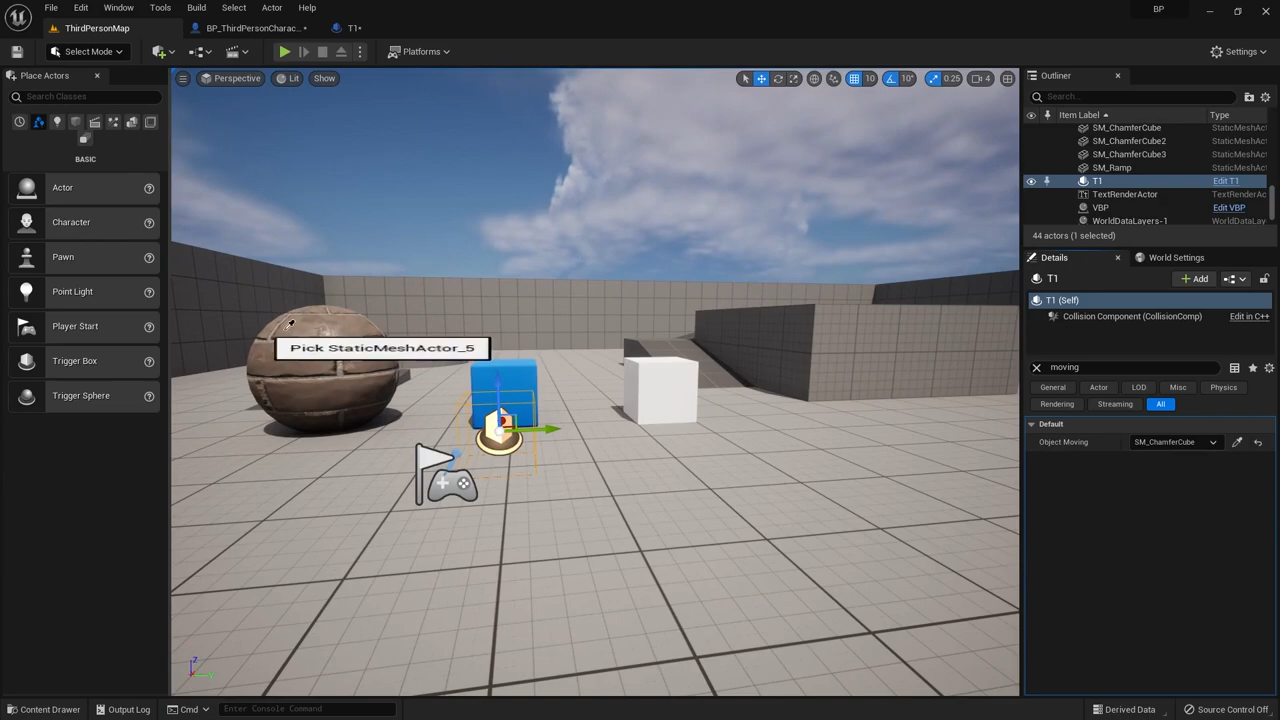 File Edit Window Tools Build Select Actor Help
BP
ThirdPersonMap
BP_ThirdPersonCharac...•
T1•
Select Mode
Platforms
Settings
Place Actors
Search Classes
BASIC
Actor
Character
Pawn
Point Light
Player Start
Trigger Box
Trigger Sphere
Perspective
Lit
Show
10
10°
0.25
4
Pick StaticMeshActor_5
Z
Y
Outliner
Search...
Item Label
Type
SM_ChamferCube StaticMeshAct
SM_ChamferCube2 StaticMeshAct
SM_ChamferCube3 StaticMeshAct
SM_Ramp StaticMeshAct
T1 Edit T1
TextRenderActor TextRenderAc
VBP Edit VBP
WorldDataLayers-1 WorldDataLay
44 actors (1 selected)
Details
World Settings
T1
Add
T1 (Self)
Collision Component (CollisionComp) Edit in C++
moving
General Actor LOD Misc Physics
Rendering Streaming All
Default
Object Moving SM_ChamferCube
Content Drawer
Output Log
Cmd
Enter Console Command
Derived Data
Source Control Off